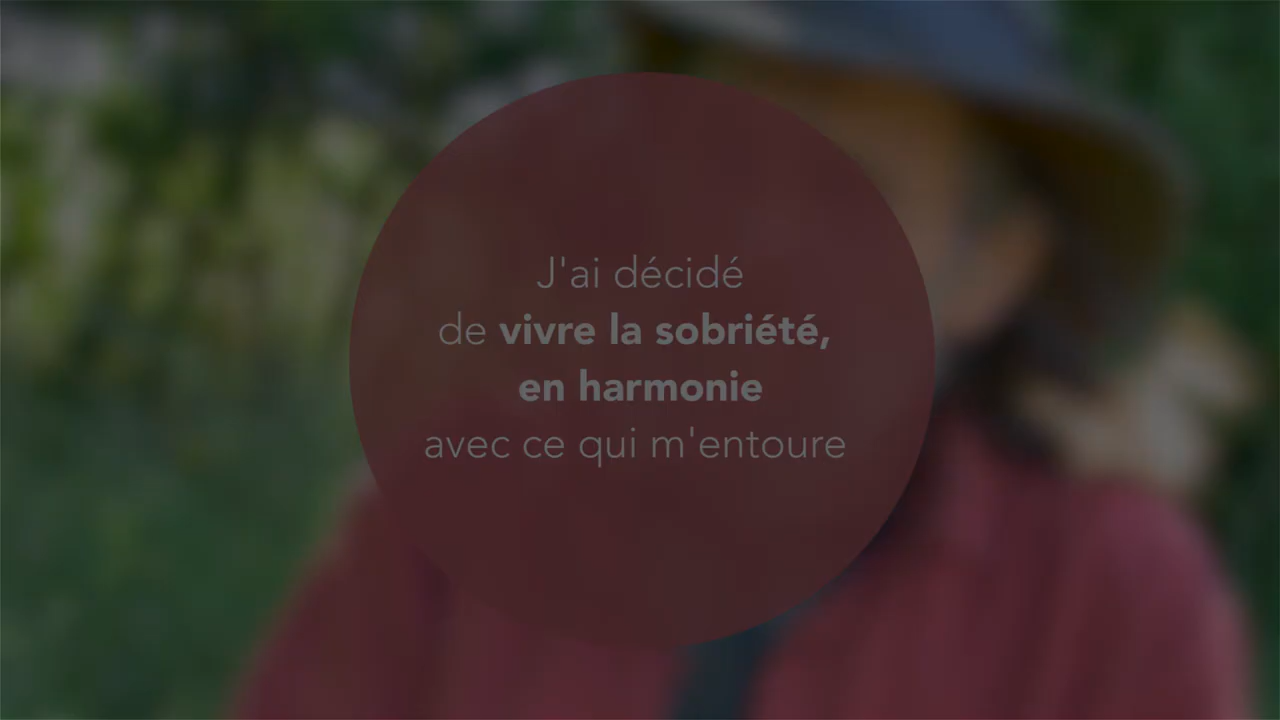 J'ai décidé
de vivre la sobriété,
en harmonie
avec ce qui m'entoure